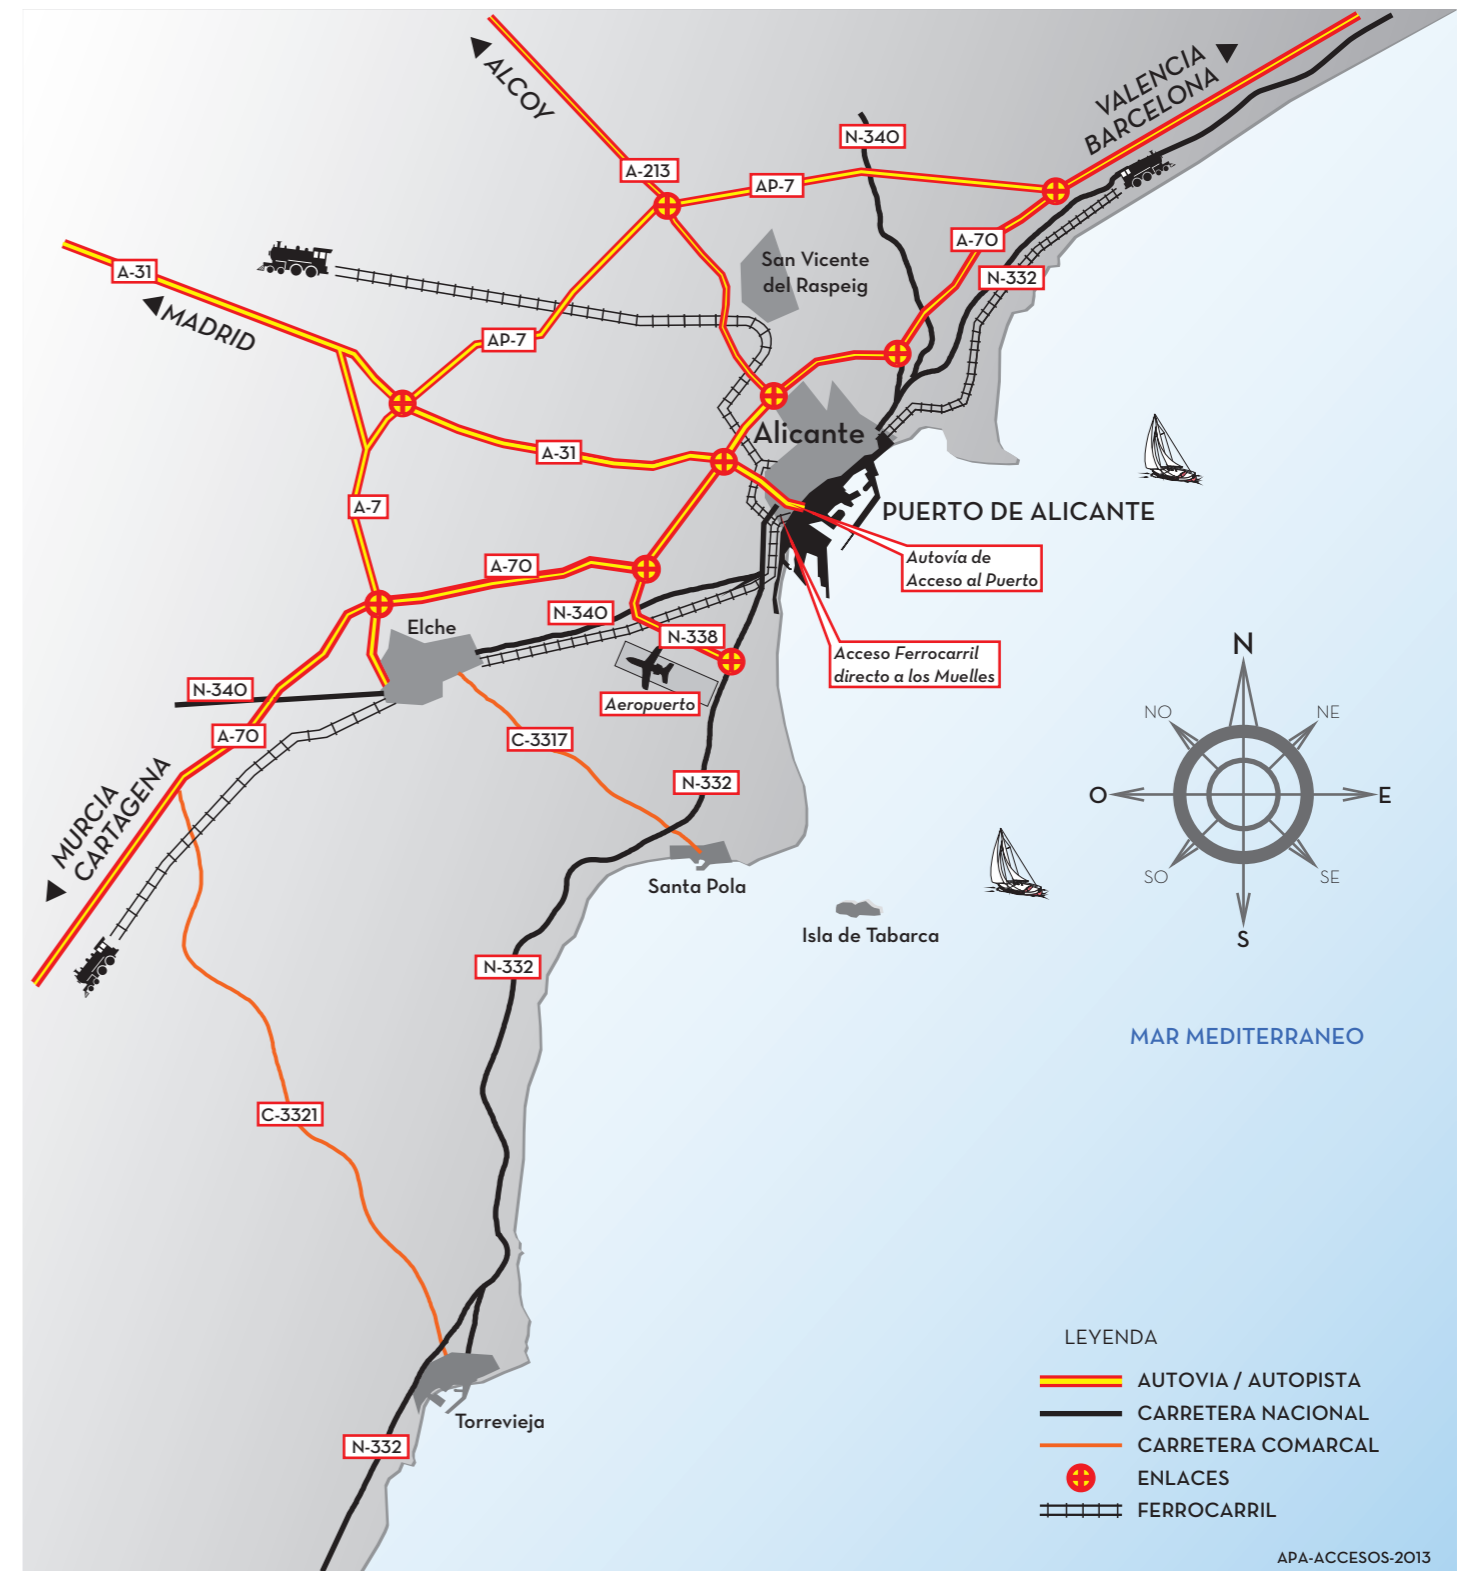 ALCOY
VALENCIA
BARCELONA
N-340
A-213
AP-7
A-70
San Vicente
del Raspeig
N-332
A-31
MADRID
AP-7
Alicante
A-31
A-7
PUERTO DE ALICANTE
Autovía de
Acceso al Puerto
A-70
N-340
Elche
N-338
Acceso Ferrocarril
directo a los Muelles
N-340
Aeropuerto
A-70
C-3317
N-332
MURCIA
CARTAGENA
Santa Pola
Isla de Tabarca
N-332
N
NO
NE
O
E
SO
SE
S
MAR MEDITERRANEO
C-3321
Torrevieja
N-332
LEYENDA
AUTOVIA / AUTOPISTA
CARRETERA NACIONAL
CARRETERA COMARCAL
ENLACES
FERROCARRIL
APA-ACCESOS-2013